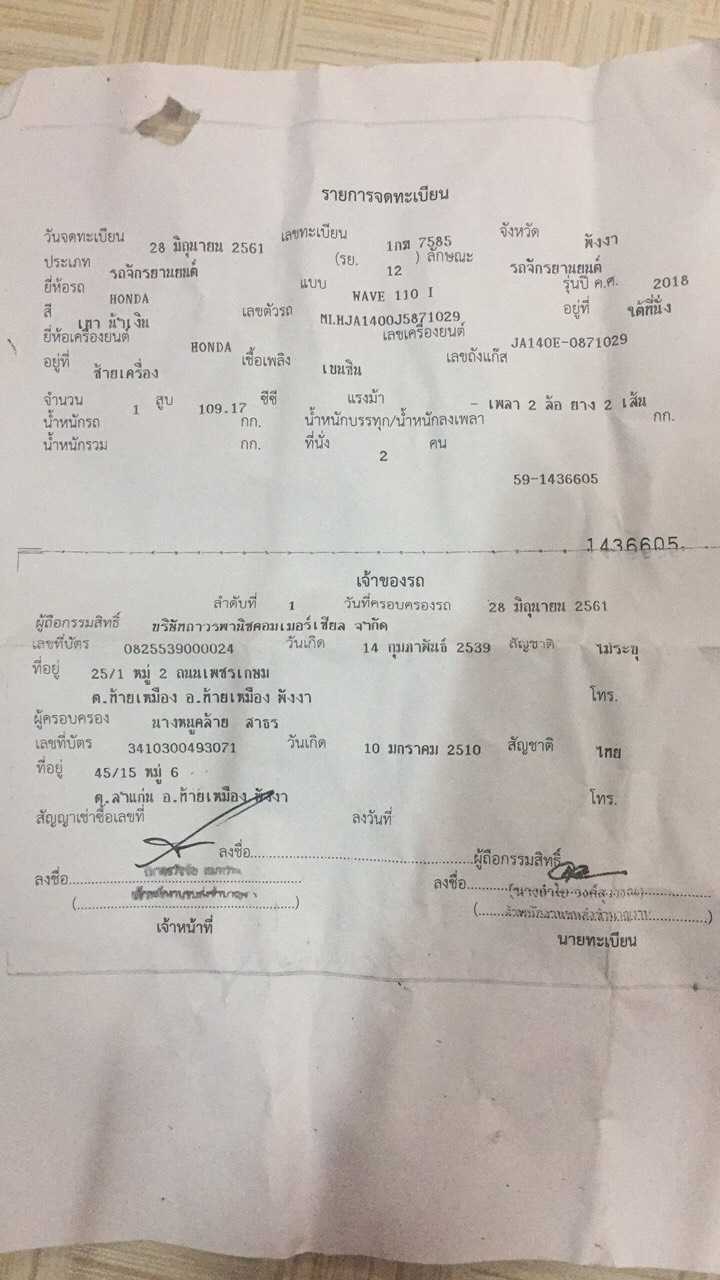 รายการจดทะเบียน
วันจดทะเบียน 28 มิถุนายน 2561 เลขทะเบียน 1กส 7585 จังหวัด พังงา
ประเภท รถจักรยานยนต์ (รย. 12 ) ลักษณะ รถจักรยานยนต์
ยี่ห้อรถ HONDA แบบ WAVE 110 I รุ่นปี ค.ศ. 2018
สี เทา น้ำเงิน เลขตัวรถ MLHJA1400J5871029 อยู่ที่ ใต้ที่นั่ง
ยี่ห้อเครื่องยนต์ HONDA เลขเครื่องยนต์ JA140E-0871029
อยู่ที่ ซ้ายเครื่อง เชื้อเพลิง เบนซิน เลขถังแก๊ส
จำนวน 1 สูบ 109.17 ซีซี แรงม้า - เพลา 2 ล้อ ยาง 2 เส้น
น้ำหนักรถ กก. น้ำหนักบรรทุก/น้ำหนักลงเพลา กก.
น้ำหนักรวม กก. ที่นั่ง 2 คน
59-1436605
1436605
เจ้าของรถ
ลำดับที่ 1 วันที่ครอบครองรถ 28 มิถุนายน 2561
ผู้ถือกรรมสิทธิ์ บริษัทถาวรพานิชคอมเมอร์เชียล จำกัด
เลขที่บัตร 0825539000024 วันเกิด 14 กุมภาพันธ์ 2539 สัญชาติ ไม่ระบุ
ที่อยู่ 25/1 หมู่ 2 ถนนเพชรเกษม
ต.ท้ายเหมือง อ.ท้ายเหมือง พังงา โทร.
ผู้ครอบครอง นางหนูคล้าย สาธร
เลขที่บัตร 3410300493071 วันเกิด 10 มกราคม 2510 สัญชาติ ไทย
ที่อยู่ 45/15 หมู่ 6
ต.ลำแก่น อ.ท้ายเหมือง พังงา โทร.
สัญญาเช่าซื้อเลขที่ ลงวันที่
ลงชื่อ ผู้ถือกรรมสิทธิ์
ลงชื่อ ลงชื่อ
เจ้าหน้าที่ นายทะเบียน